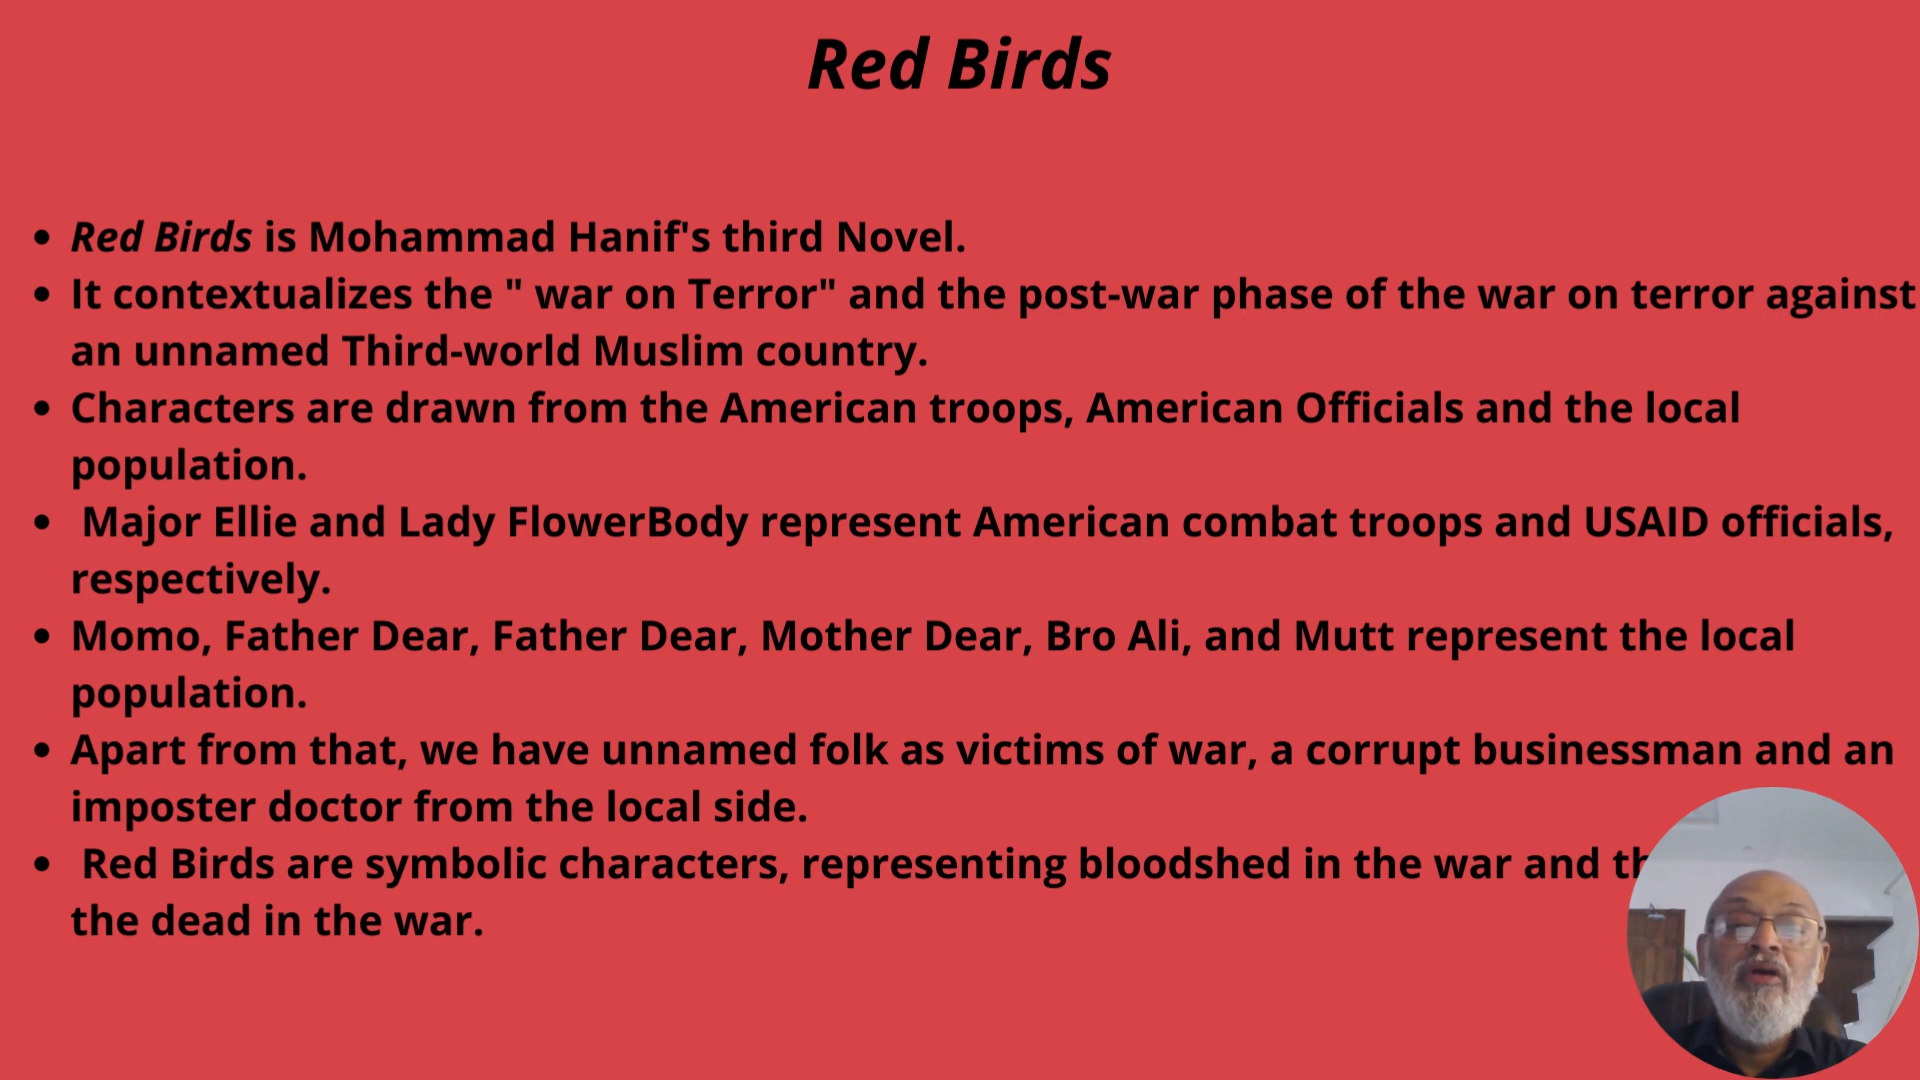 Red Birds
• Red Birds is Mohammad Hanif's third Novel.
• It contextualizes the " war on Terror" and the post-war phase of the war on terror against
an unnamed Third-world Muslim country.
• Characters are drawn from the American troops, American Officials and the local
population.
• Major Ellie and Lady FlowerBody represent American combat troops and USAID officials,
respectively.
• Momo, Father Dear, Father Dear, Mother Dear, Bro Ali, and Mutt represent the local
population.
• Apart from that, we have unnamed folk as victims of war, a corrupt businessman and an
imposter doctor from the local side.
• Red Birds are symbolic characters, representing bloodshed in the war and
the dead in the war.